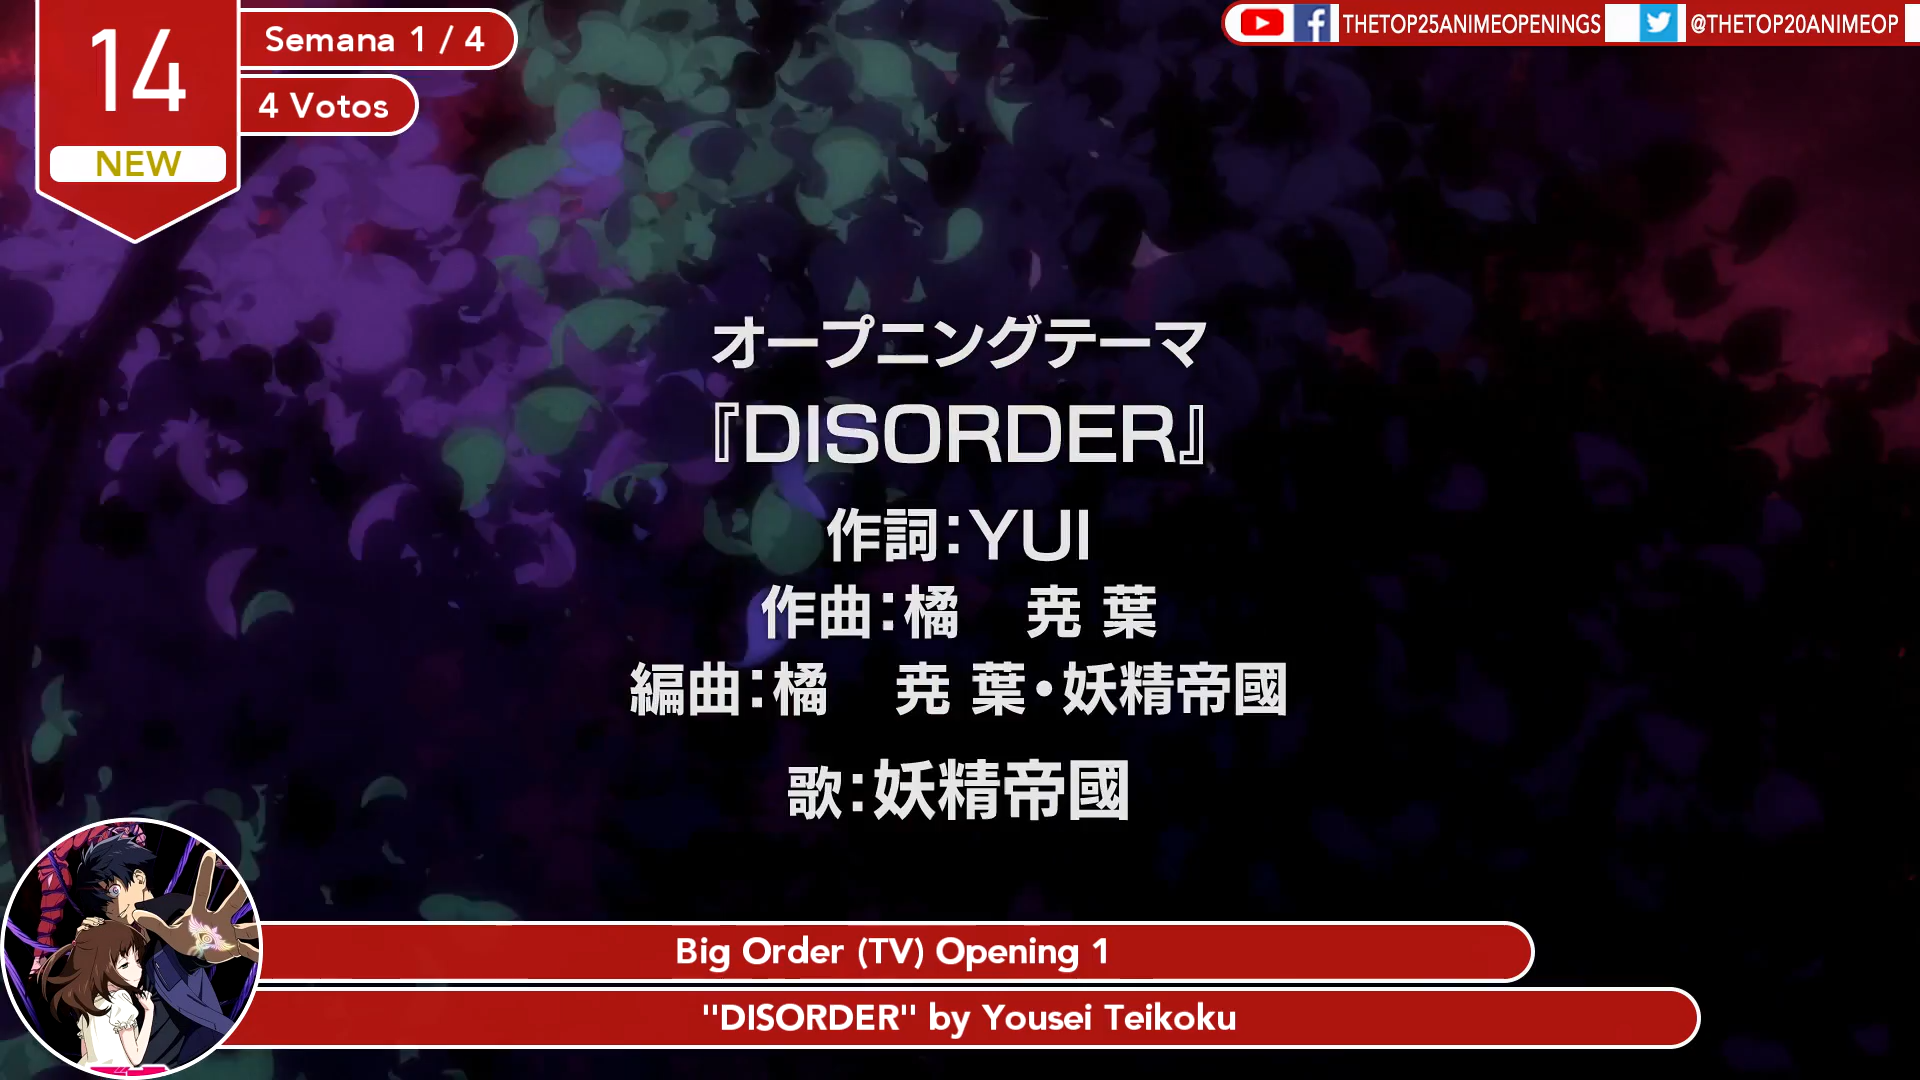 14
NEW
Semana 1 / 4
4 Votos
THETOP25ANIMEOPENINGS
@THETOP20ANIMEOP
オープニングテーマ
『DISORDER』
作詞：YUI
作曲：橘　尭葉
編曲：橘　尭葉・妖精帝國
歌：妖精帝國
Big Order (TV) Opening 1
"DISORDER" by Yousei Teikoku